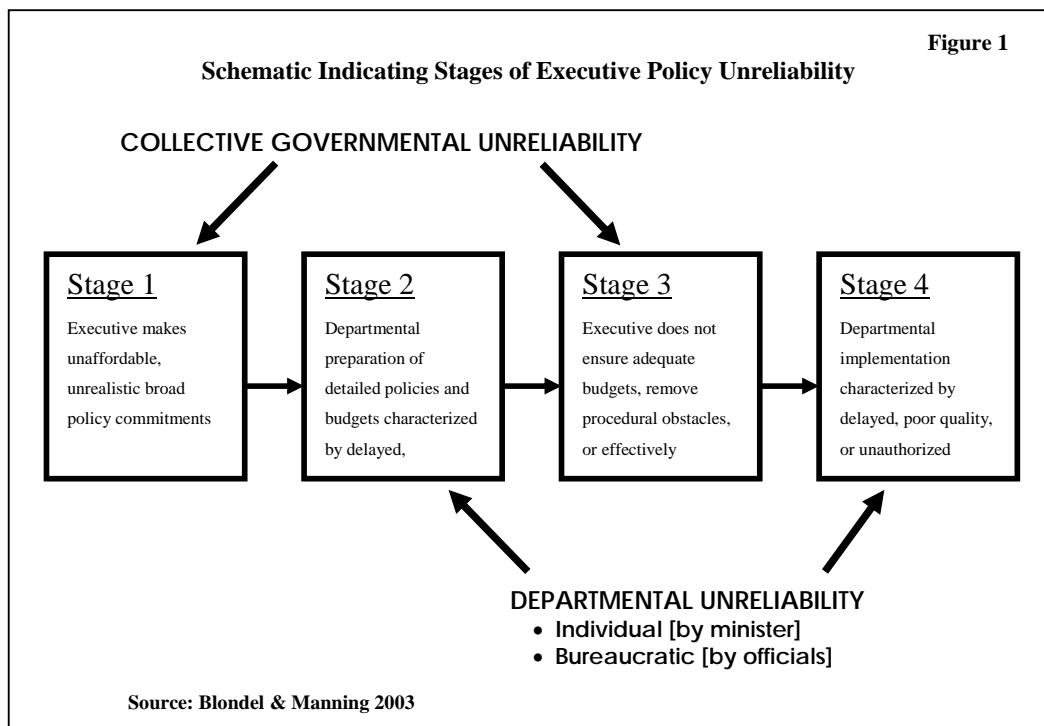 Figure 1
Schematic Indicating Stages of Executive Policy Unreliability
COLLECTIVE GOVERNMENTAL UNRELIABILITY
Stage 1
Executive makes
unaffordable,
unrealistic broad
policy commitments
Stage 2
Departmental
preparation of
detailed policies and
budgets characterized
by delayed,
Stage 3
Executive does not
ensure adequate
budgets, remove
procedural obstacles,
or effectively
Stage 4
Departmental
implementation
characterized by
delayed, poor quality,
or unauthorized
DEPARTMENTAL UNRELIABILITY
• Individual [by minister]
• Bureaucratic [by officials]
Source: Blondel & Manning 2003